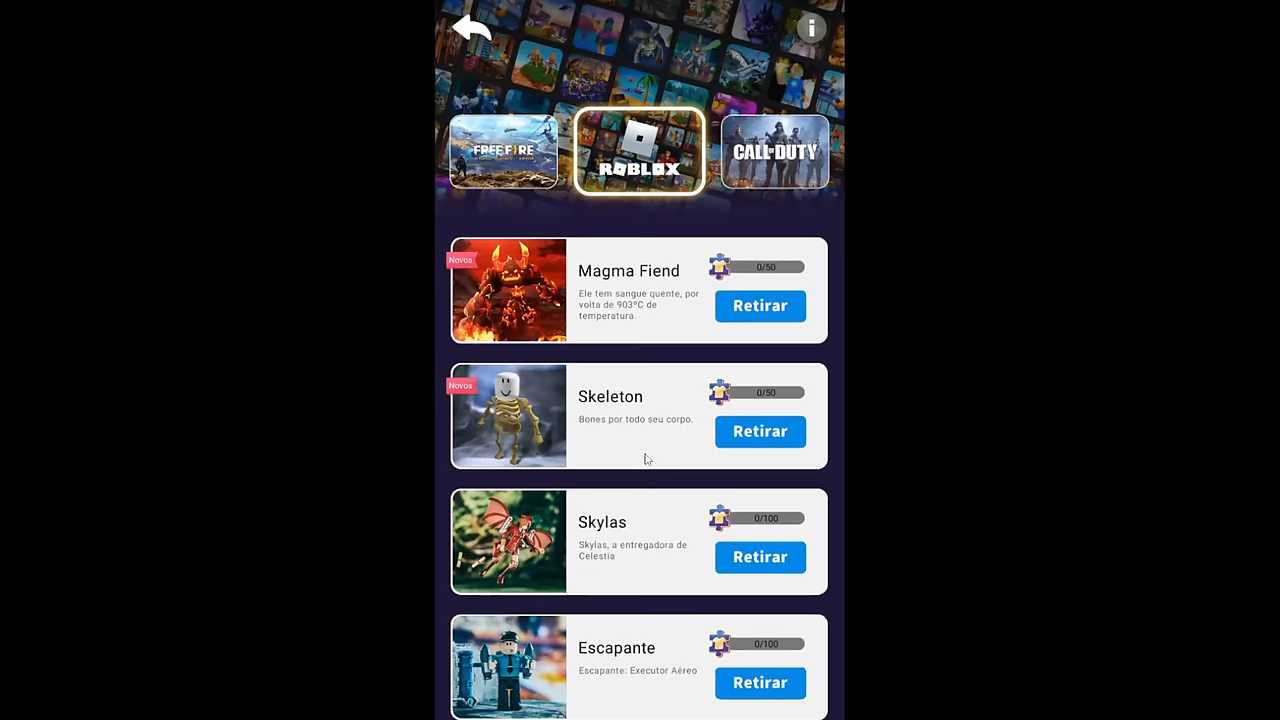 FREE FIRE
ROBLOX
CALL OF DUTY
Novos
Magma Fiend
Ele tem sangue quente, por
volta de 903ºC de
temperatura.
0/50
Retirar
Novos
Skeleton
Bones por todo seu corpo.
0/50
Retirar
Skylas
Skylas, a entregadora de
Celestia
0/100
Retirar
Escapante
Escapante: Executor Aéreo
0/100
Retirar